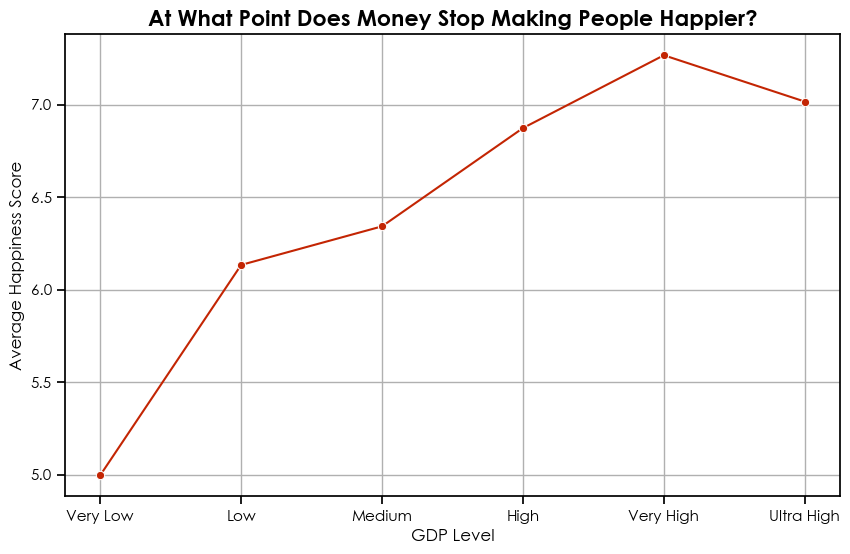 At What Point Does Money Stop Making People Happier?
Average Happiness Score
7.0
6.5
6.0
5.5
5.0
Very Low Low Medium High Very High Ultra High
GDP Level